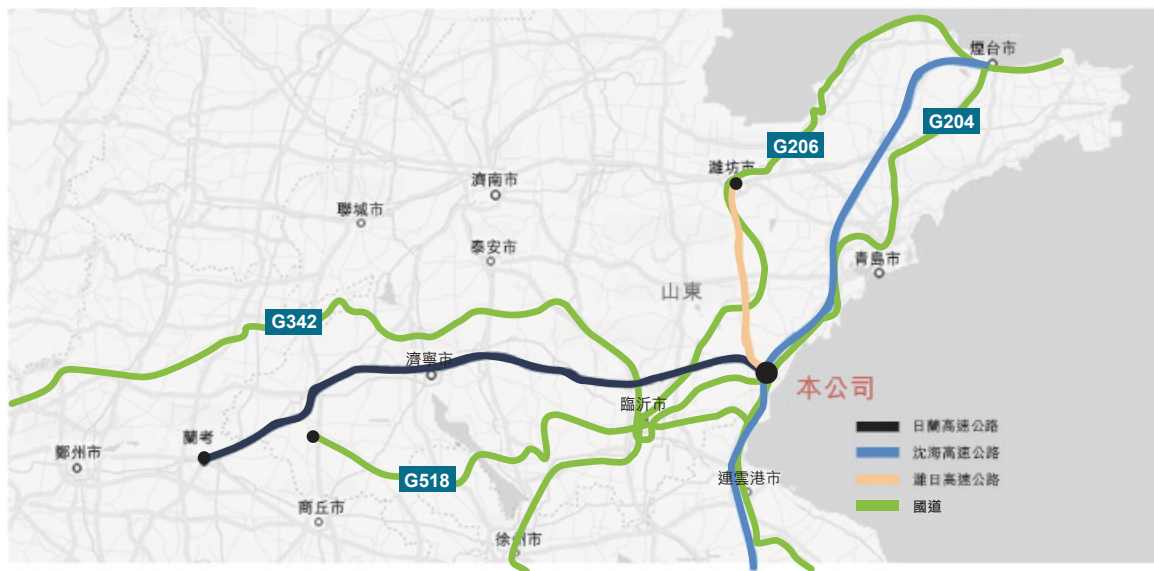 煙台市
G204
G206
濰坊市
濟南市
聯城市
泰安市
青島市
山東
G342
濟寧市
本公司
臨沂市
日蘭高速公路
蘭考
鄭州市
沈海高速公路
G518
連雲港市
濰日高速公路
商丘市
國道
徐州市